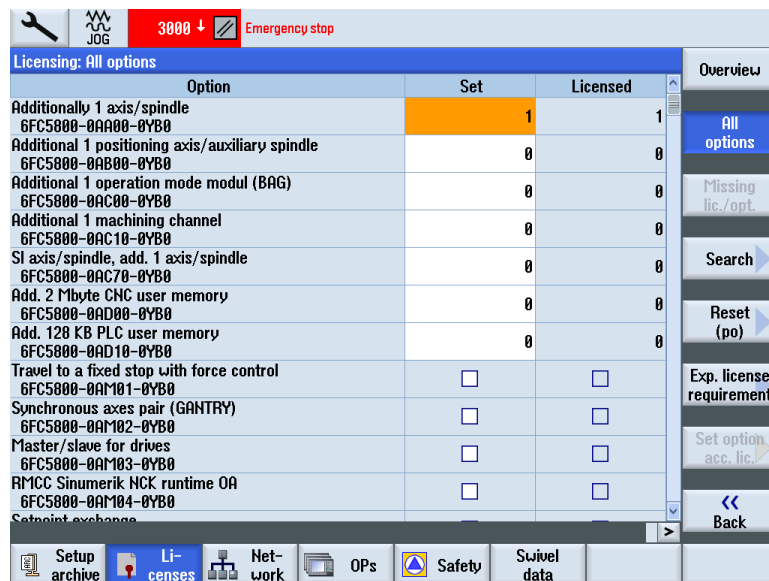 JOG
3000 ↓
Emergency stop
Licensing: All options
Option Set Licensed
Additionally 1 axis/spindle
6FC5800-0AA00-0YB0 1 1
Additional 1 positioning axis/auxiliary spindle
6FC5800-0AB00-0YB0 0 0
Additional 1 operation mode modul (BAG)
6FC5800-0AC00-0YB0 0 0
Additional 1 machining channel
6FC5800-0AC10-0YB0 0 0
SI axis/spindle, add. 1 axis/spindle
6FC5800-0AC70-0YB0 0 0
Add. 2 Mbyte CNC user memory
6FC5800-0AD00-0YB0 0 0
Add. 128 KB PLC user memory
6FC5800-0AD10-0YB0 0 0
Travel to a fixed stop with force control
6FC5800-0AM01-0YB0
Synchronous axes pair (GANTRY)
6FC5800-0AM02-0YB0
Master/slave for drives
6FC5800-0AM03-0YB0
RMCC Sinumerik NCK runtime OA
6FC5800-0AM04-0YB0
Setpoint exchange
Overview
All
options
Missing
lic./opt.
Search
Reset
(po)
Exp. license
requirement
Set option
acc. lic.
<<
Back
>
Setup
archive
Li-
censes
Net-
work
OPs
Safety
Swivel
data